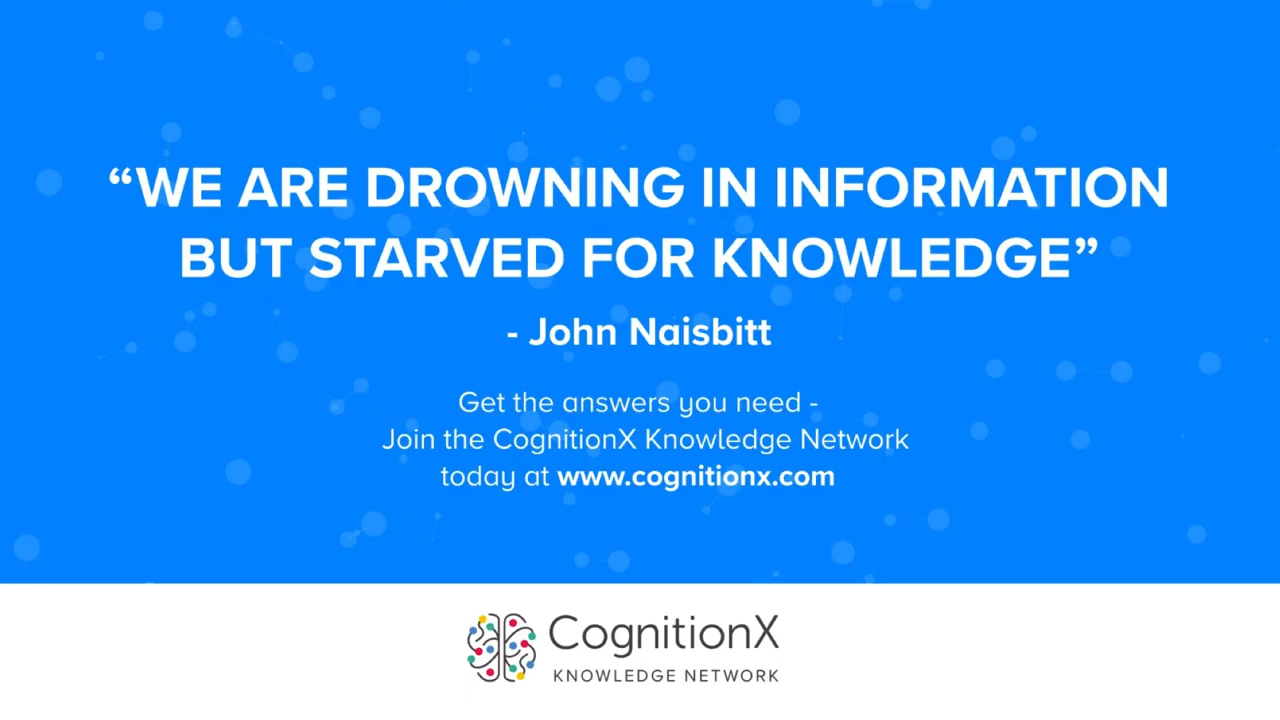 “WE ARE DROWNING IN INFORMATION
BUT STARVED FOR KNOWLEDGE”
- John Naisbitt
Get the answers you need -
Join the CognitionX Knowledge Network
today at www.cognitionx.com
CognitionX
KNOWLEDGE NETWORK